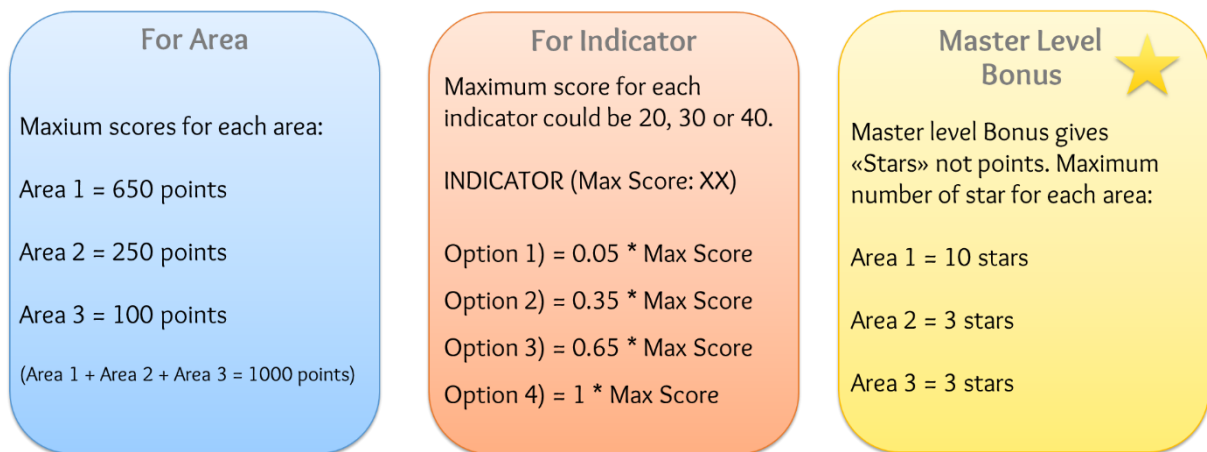 For Area
Maxium scores for each area:
Area 1 = 650 points
Area 2 = 250 points
Area 3 = 100 points
(Area 1 + Area 2 + Area 3 = 1000 points)
For Indicator
Maximum score for each
indicator could be 20, 30 or 40.
INDICATOR (Max Score: XX)
Option 1) = 0.05 * Max Score
Option 2) = 0.35 * Max Score
Option 3) = 0.65 * Max Score
Option 4) = 1 * Max Score
Master Level
Bonus
Master level Bonus gives
«Stars» not points. Maximum
number of star for each area:
Area 1 = 10 stars
Area 2 = 3 stars
Area 3 = 3 stars